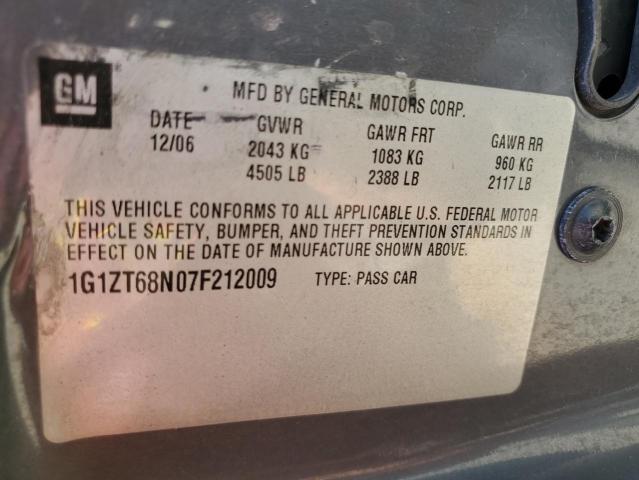 GM
MFD BY GENERAL MOTORS CORP.
DATE GVWR GAWR FRT GAWR RR
12/06 2043 KG 1083 KG 960 KG
4505 LB 2388 LB 2117 LB
THIS VEHICLE CONFORMS TO ALL APPLICABLE U.S. FEDERAL MOTOR
VEHICLE SAFETY, BUMPER, AND THEFT PREVENTION STANDARDS IN
EFFECT ON THE DATE OF MANUFACTURE SHOWN ABOVE.
1G1ZT68N07F212009 TYPE: PASS CAR